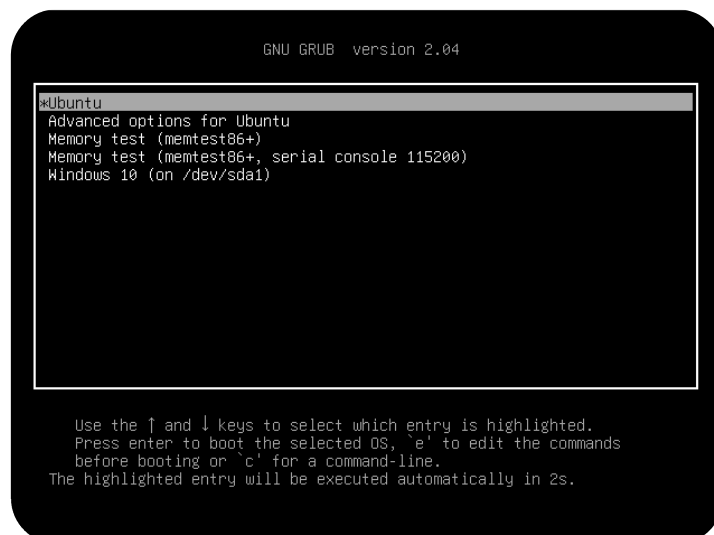 GNU GRUB  version 2.04
*Ubuntu
Advanced options for Ubuntu
Memory test (memtest86+)
Memory test (memtest86+, serial console 115200)
Windows 10 (on /dev/sda1)
Use the ↑ and ↓ keys to select which entry is highlighted.
Press enter to boot the selected OS, `e' to edit the commands
before booting or `c' for a command-line.
The highlighted entry will be executed automatically in 2s.